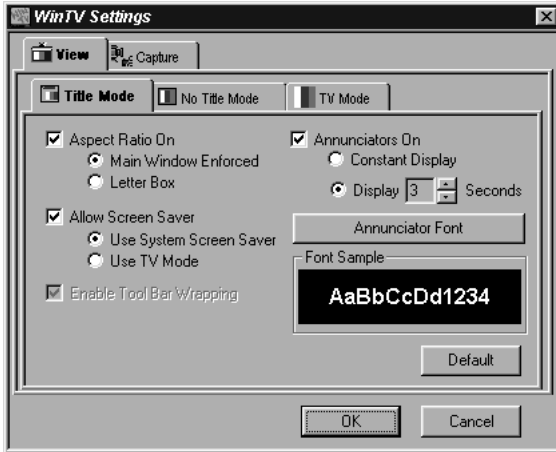 WinTV Settings
View
Capture
Title Mode
No Title Mode
TV Mode
Aspect Ratio On
Main Window Enforced
Letter Box
Allow Screen Saver
Use System Screen Saver
Use TV Mode
Enable Tool Bar Wrapping
Annunciators On
Constant Display
Display 3 Seconds
Annunciator Font
Font Sample
AaBbCcDd1234
Default
OK
Cancel